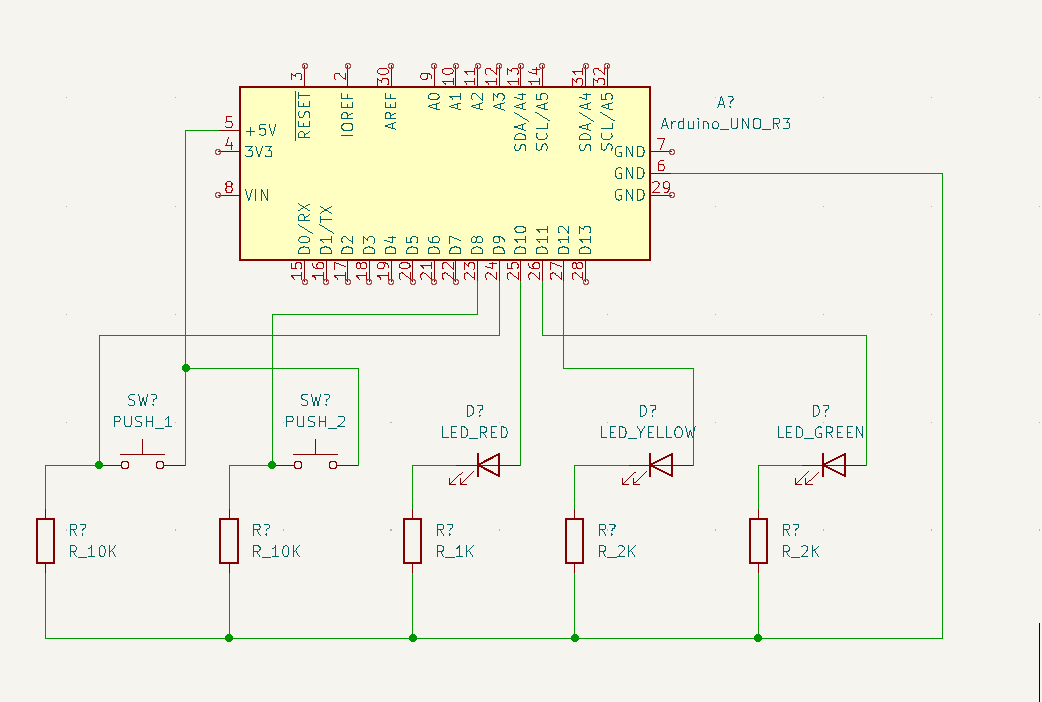 3
2
30
9
10
11
12
13
14
31
32
RESET
IOREF
AREF
A0
A1
A2
A3
SDA/A4
SCL/A5
SDA/A4
SCL/A5
A?
Arduino_UNO_R3
5
+5V
4
3V3
8
VIN
GND
7
GND
6
GND
29
D0/RX
D1/TX
D2
D3
D4
D5
D6
D7
D8
D9
D10
D11
D12
D13
15
16
17
18
19
20
21
22
23
24
25
26
27
28
SW?
PUSH_1
SW?
PUSH_2
D?
LED_RED
D?
LED_YELLOW
D?
LED_GREEN
R?
R_10K
R?
R_10K
R?
R_1K
R?
R_2K
R?
R_2K